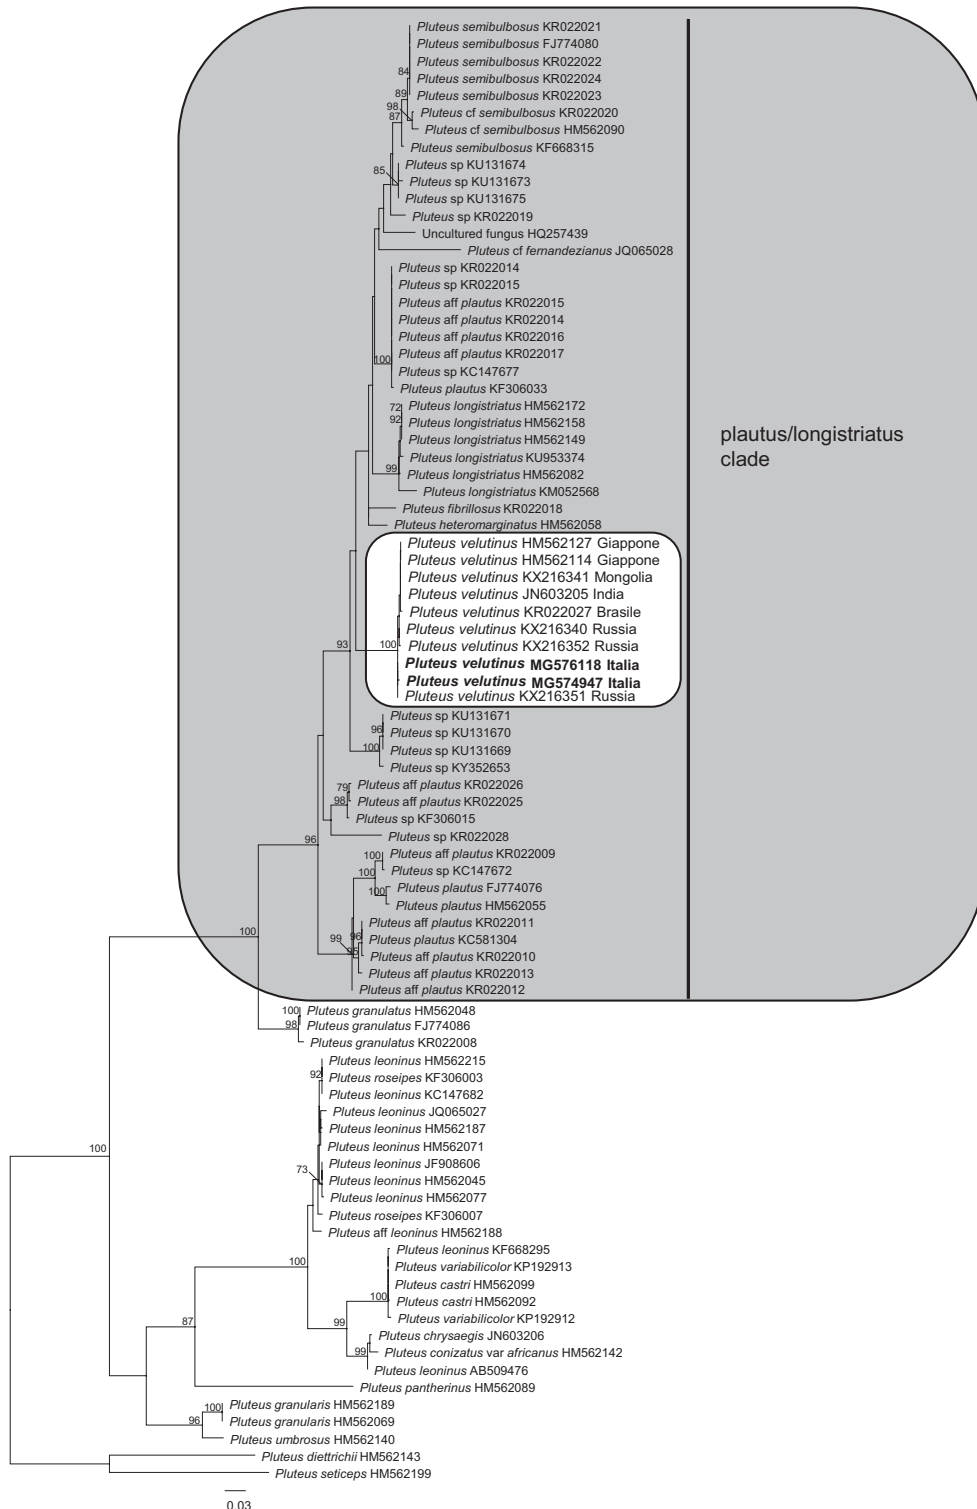 Pluteus semibulbosus KR022021
Pluteus semibulbosus FJ774080
Pluteus semibulbosus KR022022
84
Pluteus semibulbosus KR022024
89
Pluteus semibulbosus KR022023
98
Pluteus cf semibulbosus KR022020
87
Pluteus cf semibulbosus HM562090
Pluteus semibulbosus KF668315
Pluteus sp KU131674
85
Pluteus sp KU131673
Pluteus sp KU131675
Pluteus sp KR022019
Uncultured fungus HQ257439
Pluteus cf fernandezianus JQ065028
Pluteus sp KR022014
Pluteus sp KR022015
Pluteus aff plautus KR022015
Pluteus aff plautus KR022014
Pluteus aff plautus KR022016
Pluteus aff plautus KR022017
100
Pluteus sp KC147677
Pluteus plautus KF306033
72
Pluteus longistriatus HM562172
92
Pluteus longistriatus HM562158
Pluteus longistriatus HM562149
Pluteus longistriatus KU953374
99
Pluteus longistriatus HM562082
Pluteus longistriatus KM052568
Pluteus fibrillosus KR022018
Pluteus heteromarginatus HM562058
plautus/longistriatus
clade
Pluteus velutinus HM562127 Giappone
Pluteus velutinus HM562114 Giappone
Pluteus velutinus KX216341 Mongolia
Pluteus velutinus JN603205 India
Pluteus velutinus KR022027 Brasile
Pluteus velutinus KX216340 Russia
93
100
Pluteus velutinus KX216352 Russia
Pluteus velutinus MG576118 Italia
Pluteus velutinus MG574947 Italia
Pluteus velutinus KX216351 Russia
Pluteus sp KU131671
96
Pluteus sp KU131670
100
Pluteus sp KU131669
Pluteus sp KY352653
79
Pluteus aff plautus KR022026
98
Pluteus aff plautus KR022025
Pluteus sp KF306015
96
Pluteus sp KR022028
100
Pluteus aff plautus KR022009
100
Pluteus sp KC147672
100
Pluteus plautus FJ774076
Pluteus plautus HM562055
Pluteus aff plautus KR022011
99
96
Pluteus plautus KC581304
95
Pluteus aff plautus KR022010
Pluteus aff plautus KR022013
Pluteus aff plautus KR022012
100
100
Pluteus granulatus HM562048
98
Pluteus granulatus FJ774086
Pluteus granulatus KR022008
Pluteus leoninus HM562215
92
Pluteus roseipes KF306003
Pluteus leoninus KC147682
Pluteus leoninus JQ065027
Pluteus leoninus HM562187
100
Pluteus leoninus HM562071
Pluteus leoninus JF908606
73
Pluteus leoninus HM562045
Pluteus leoninus HM562077
Pluteus roseipes KF306007
Pluteus aff leoninus HM562188
Pluteus leoninus KF668295
100
Pluteus variabilicolor KP192913
Pluteus castri HM562099
100
Pluteus castri HM562092
Pluteus variabilicolor KP192912
87
99
Pluteus chrysaegis JN603206
99
Pluteus conizatus var africanus HM562142
Pluteus leoninus AB509476
Pluteus pantherinus HM562089
100
Pluteus granularis HM562189
96
Pluteus granularis HM562069
Pluteus umbrosus HM562140
Pluteus diettrichii HM562143
Pluteus seticeps HM562199
0.03